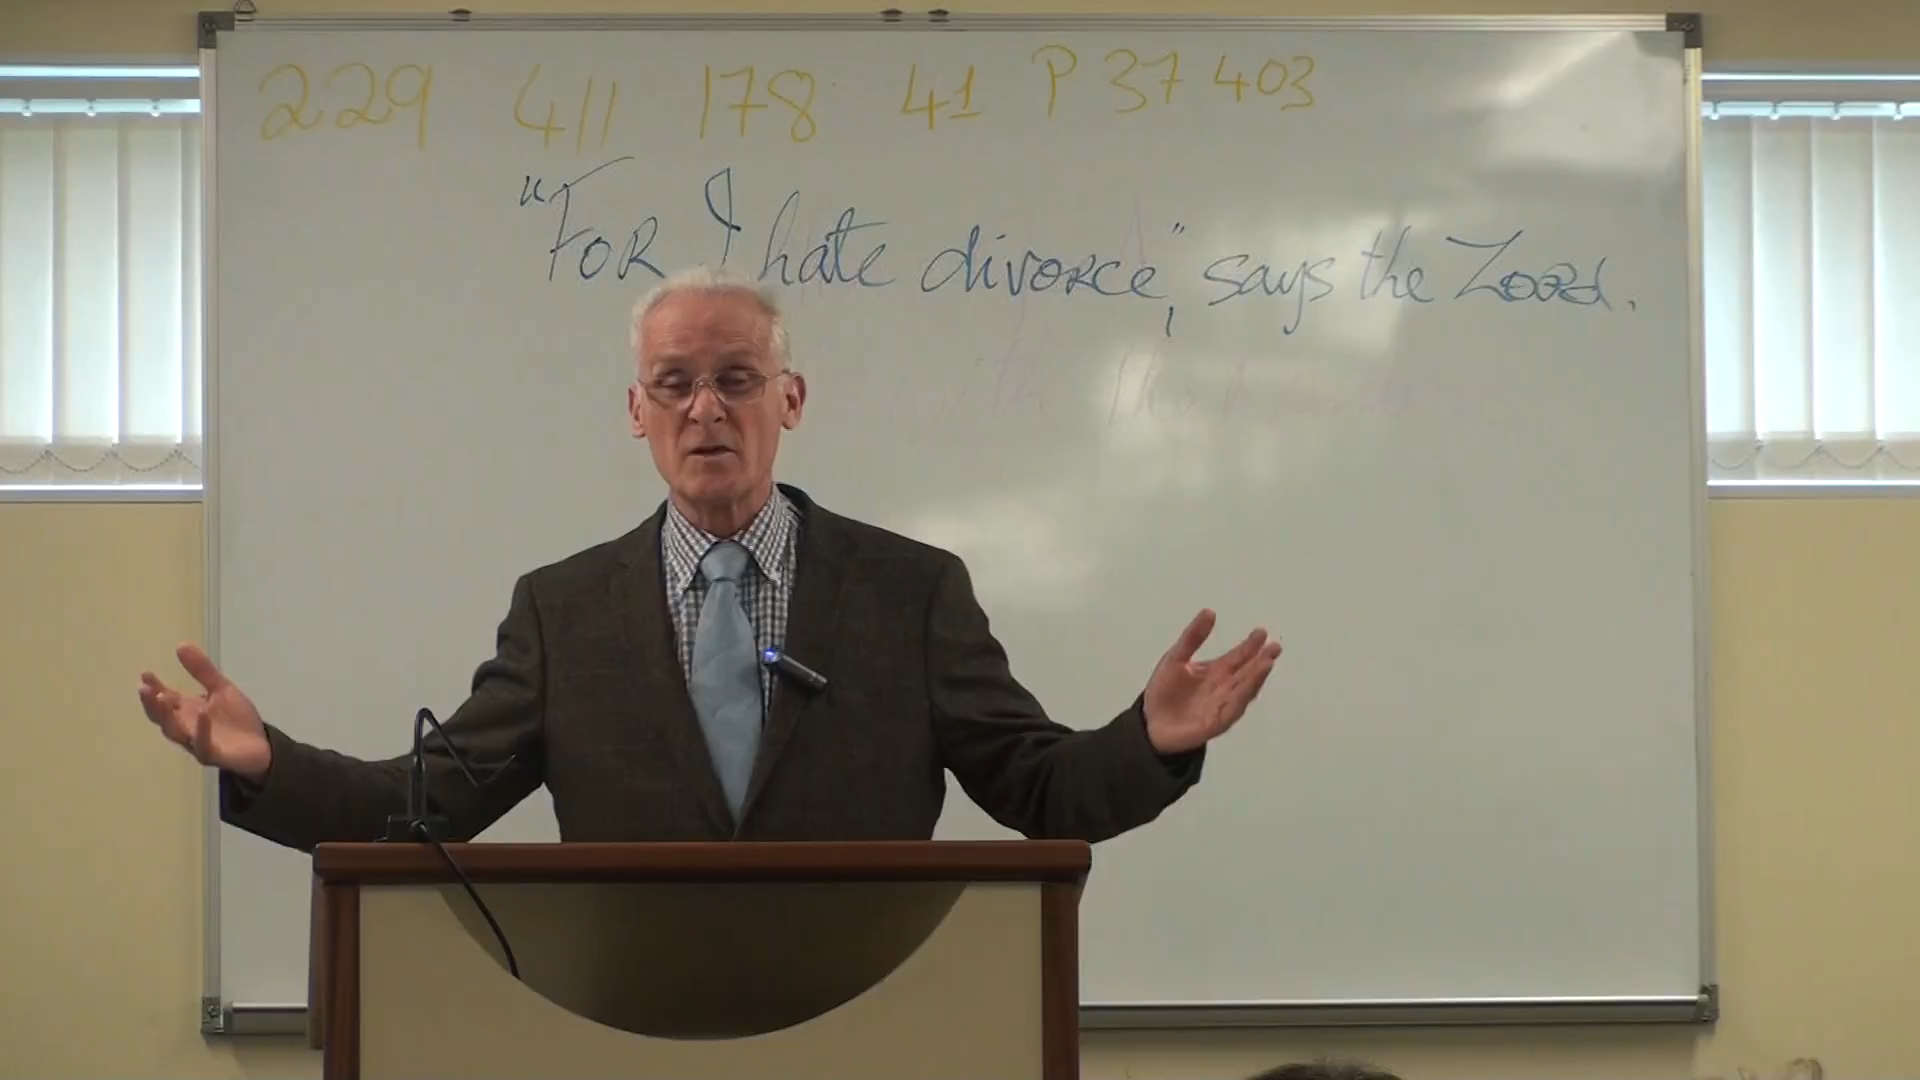 229 411 178 41 P 37 403
"FOR I hate divorce," says the Lord.